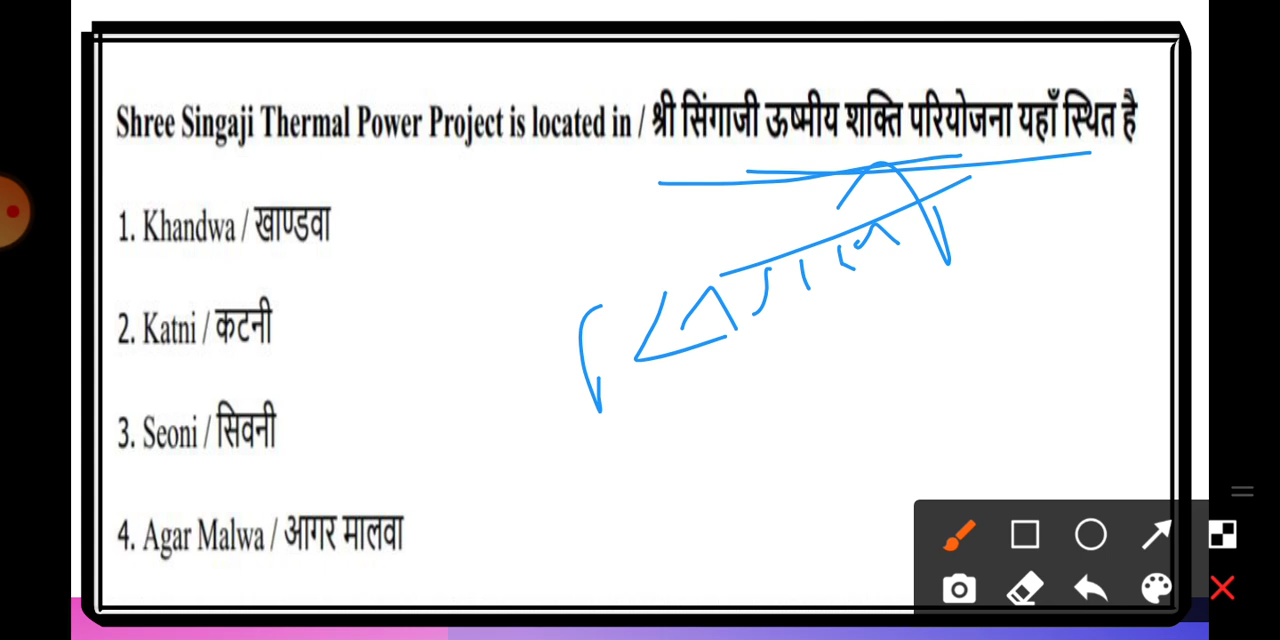 Shree Singaji Thermal Power Project is located in / श्री सिंगाजी ऊष्मीय शक्ति परियोजना यहाँ स्थित है
1. Khandwa / खाण्डवा
2. Katni / कटनी
3. Seoni / सिवनी
4. Agar Malwa / आगर मालवा